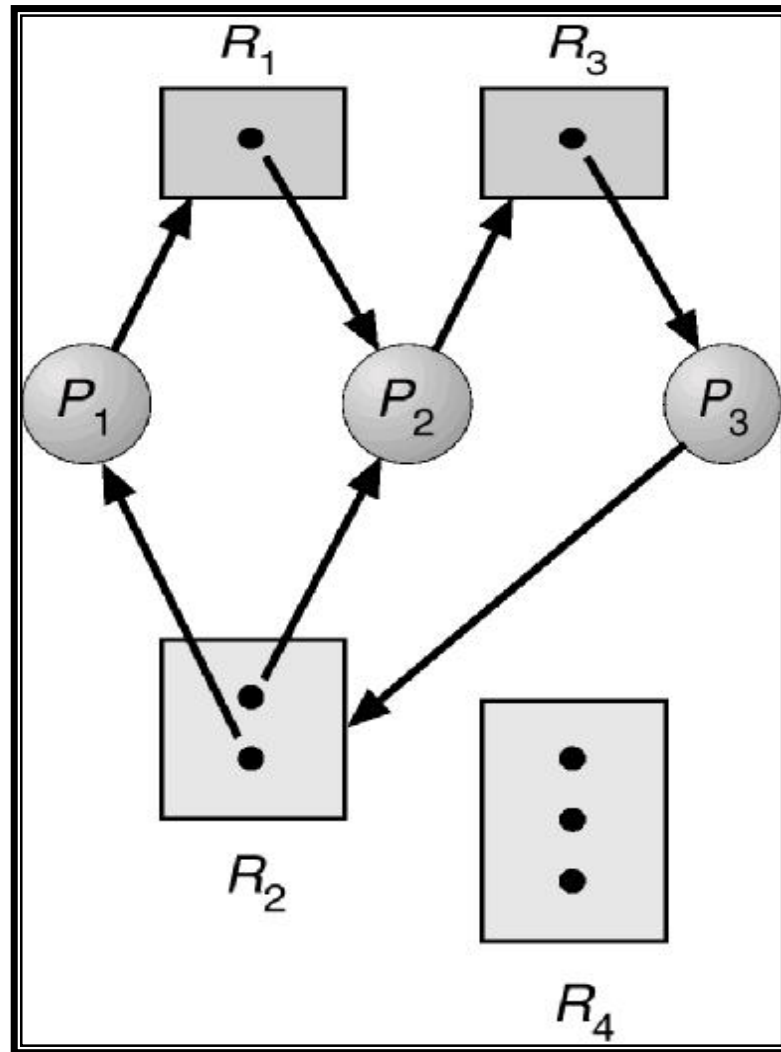 R₁ R₃
P₁ P₂ P₃
R₂
R₄